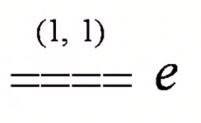 (1, 1)
==== e